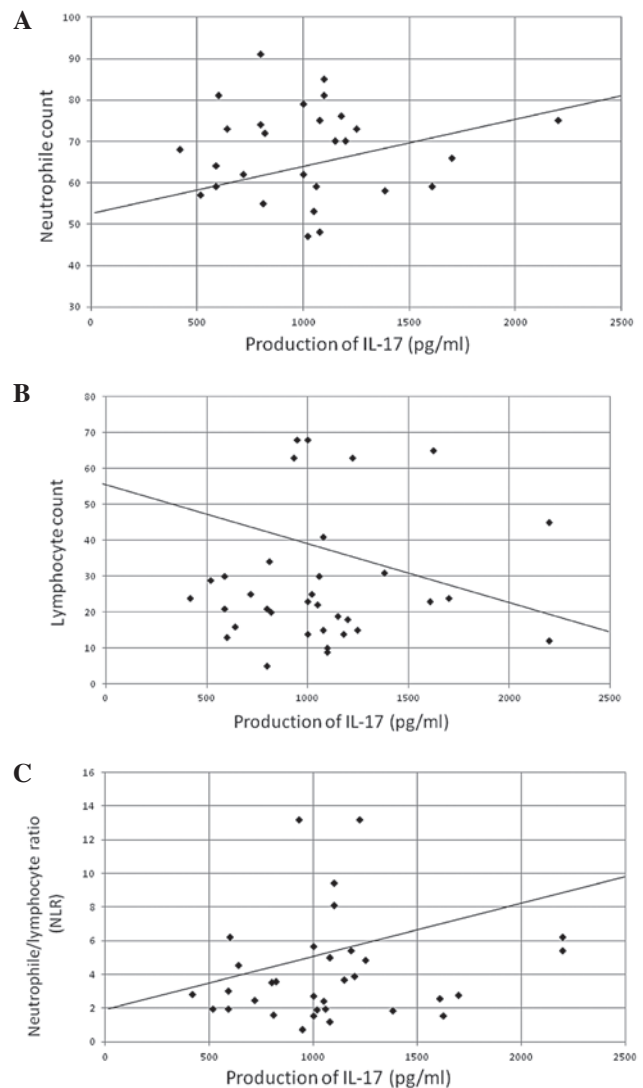 A
100
90
80
70
60
50
40
30
Neutrophile count
0 500 1000 1500 2000 2500
Production of IL-17 (pg/ml)
B
80
70
60
50
40
30
20
10
0
Lymphocyte count
0 500 1000 1500 2000 2500
Production of IL-17 (pg/ml)
C
16
14
12
10
8
6
4
2
0
Neutrophile/lymphocyte ratio
(NLR)
0 500 1000 1500 2000 2500
Production of IL-17 (pg/ml)